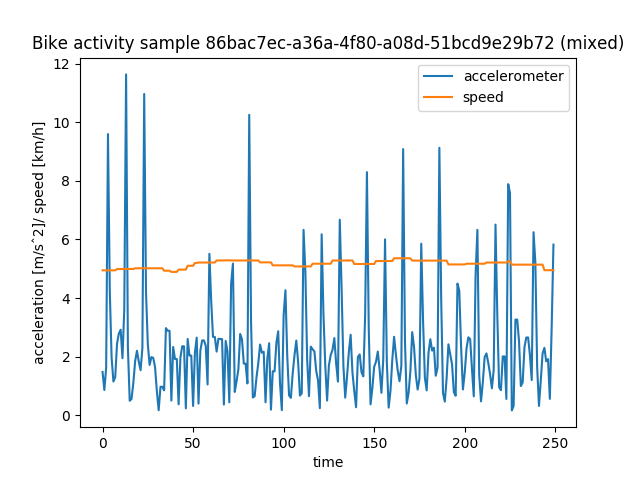 Bike activity sample 86bac7ec-a36a-4f80-a08d-51bcd9e29b72 (mixed)
accelerometer
speed
acceleration [m/s^2]/ speed [km/h]
12
10
8
6
4
2
0
0 50 100 150 200 250
time